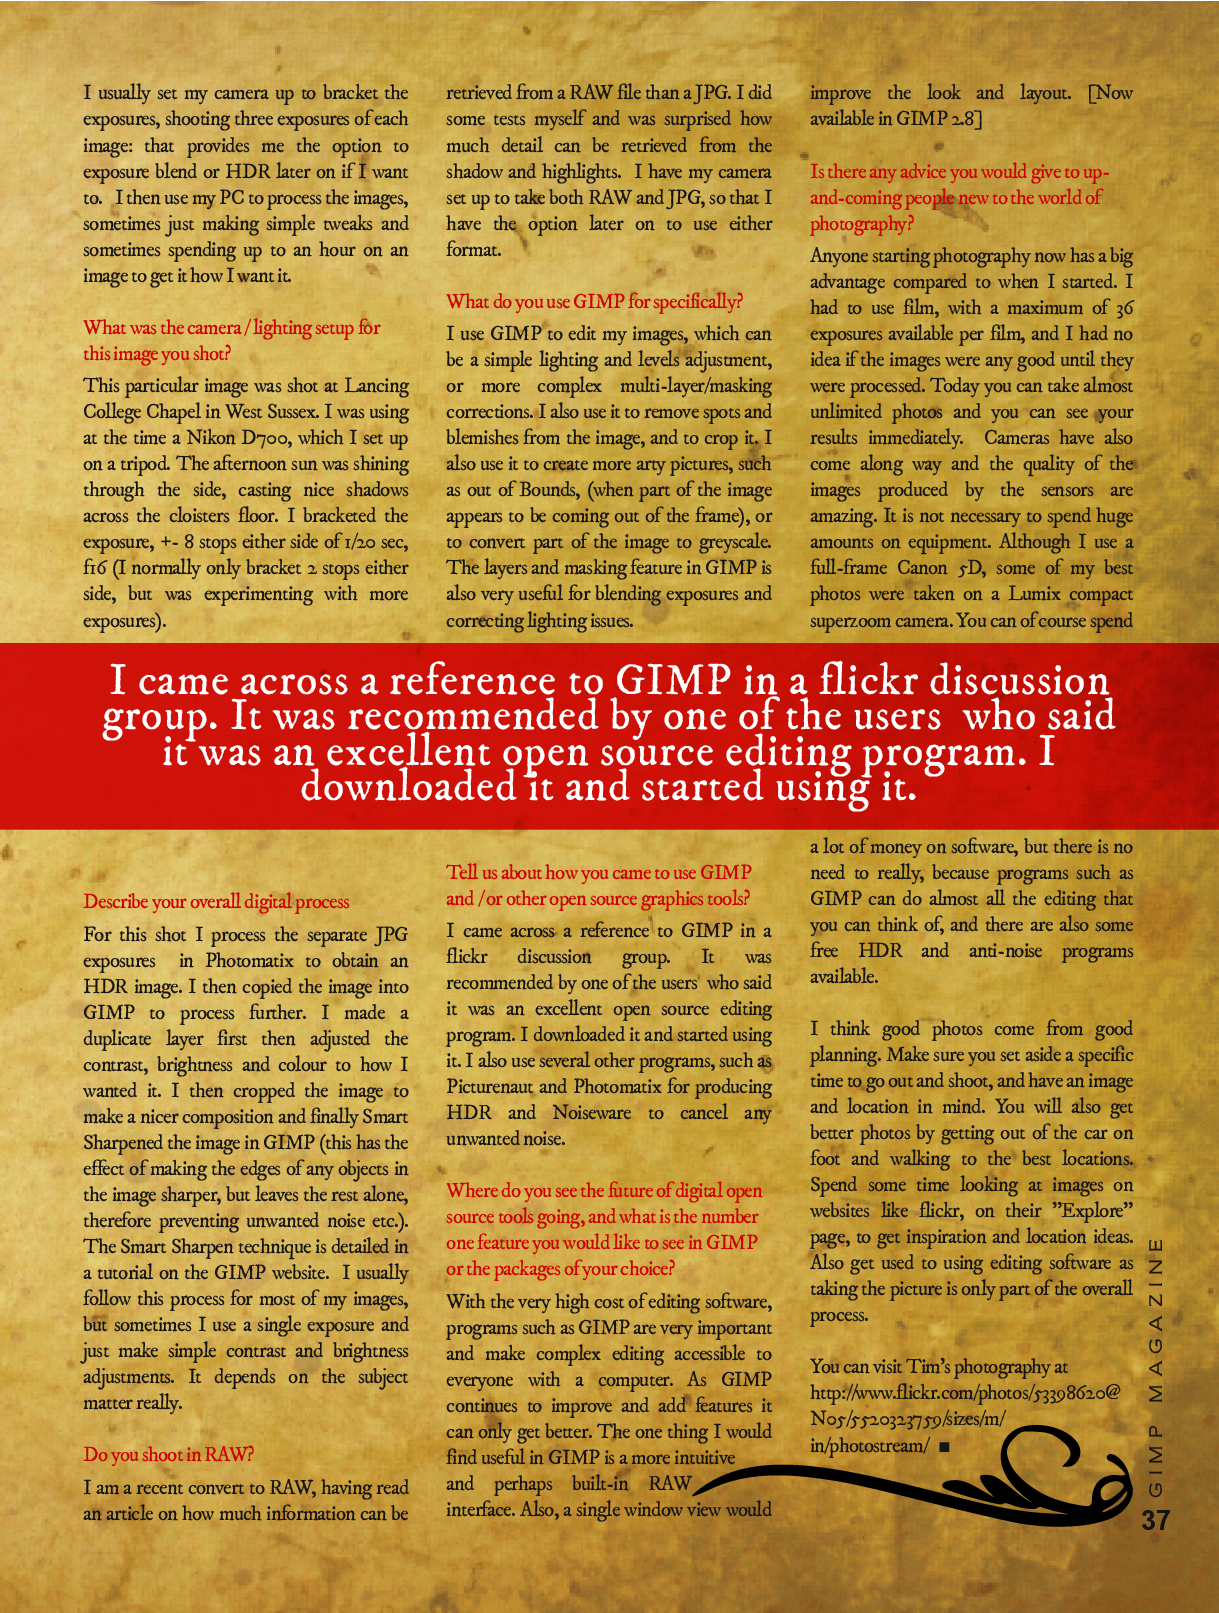 I usually set my camera up to bracket the
exposures, shooting three exposures of each
image: that provides me the option to
exposure blend or HDR later on if I want
to. I then use my PC to process the images,
sometimes just making simple tweaks and
sometimes spending up to an hour on an
image to get it how I want it.
What was the camera / lighting setup for
this image you shot?
This particular image was shot at Lancing
College Chapel in West Sussex. I was using
at the time a Nikon D700, which I set up
on a tripod. The afternoon sun was shining
through the side, casting nice shadows
across the cloisters floor. I bracketed the
exposure, +- 8 stops either side of 1/20 sec,
f16 (I normally only bracket 2 stops either
side, but was experimenting with more
exposures).
retrieved from a RAW file than a JPG. I did
some tests myself and was surprised how
much detail can be retrieved from the
shadow and highlights. I have my camera
set up to take both RAW and JPG, so that I
have the option later on to use either
format.
What do you use GIMP for specifically?
I use GIMP to edit my images, which can
be a simple lighting and levels adjustment,
or more complex multi-layer/masking
corrections. I also use it to remove spots and
blemishes from the image, and to crop it. I
also use it to create more arty pictures, such
as out of Bounds, (when part of the image
appears to be coming out of the frame), or
to convert part of the image to greyscale.
The layers and masking feature in GIMP is
also very useful for blending exposures and
correcting lighting issues.
improve the look and layout. [Now
available in GIMP 2.8]
Is there any advice you would give to up-
and-coming people new to the world of
photography?
Anyone starting photography now has a big
advantage compared to when I started. I
had to use film, with a maximum of 36
exposures available per film, and I had no
idea if the images were any good until they
were processed. Today you can take almost
unlimited photos and you can see your
results immediately. Cameras have also
come along way and the quality of the
images produced by the sensors are
amazing. It is not necessary to spend huge
amounts on equipment. Although I use a
full-frame Canon 5D, some of my best
photos were taken on a Lumix compact
superzoom camera. You can of course spend
I came across a reference to GIMP in a flickr discussion
group. It was recommended by one of the users who said
it was an excellent open source editing program. I
downloaded it and started using it.
Describe your overall digital process
For this shot I process the separate JPG
exposures in Photomatix to obtain an
HDR image. I then copied the image into
GIMP to process further. I made a
duplicate layer first then adjusted the
contrast, brightness and colour to how I
wanted it. I then cropped the image to
make a nicer composition and finally Smart
Sharpened the image in GIMP (this has the
effect of making the edges of any objects in
the image sharper, but leaves the rest alone,
therefore preventing unwanted noise etc.).
The Smart Sharpen technique is detailed in
a tutorial on the GIMP website. I usually
follow this process for most of my images,
but sometimes I use a single exposure and
just make simple contrast and brightness
adjustments. It depends on the subject
matter really.
Do you shoot in RAW?
I am a recent convert to RAW, having read
an article on how much information can be
Tell us about how you came to use GIMP
and /or other open source graphics tools?
I came across a reference to GIMP in a
flickr discussion group. It was
recommended by one of the users who said
it was an excellent open source editing
program. I downloaded it and started using
it. I also use several other programs, such as
Picturenaut and Photomatix for producing
HDR and Noiseware to cancel any
unwanted noise.
Where do you see the future of digital open
source tools going, and what is the number
one feature you would like to see in GIMP
or the packages of your choice?
With the very high cost of editing software,
programs such as GIMP are very important
and make complex editing accessible to
everyone with a computer. As GIMP
continues to improve and add features it
can only get better. The one thing I would
find useful in GIMP is a more intuitive
and perhaps built-in RAW
interface. Also, a single window view would
a lot of money on software, but there is no
need to really, because programs such as
GIMP can do almost all the editing that
you can think of, and there are also some
free HDR and anti-noise programs
available.
I think good photos come from good
planning. Make sure you set aside a specific
time to go out and shoot, and have an image
and location in mind. You will also get
better photos by getting out of the car on
foot and walking to the best locations.
Spend some time looking at images on
websites like flickr, on their "Explore"
page, to get inspiration and location ideas.
Also get used to using editing software as
taking the picture is only part of the overall
process.
You can visit Tim's photography at
http://www.flickr.com/photos/53398620@
N05/5520323759/sizes/m/
in/photostream/ ■
GIMP MAGAZINE
37